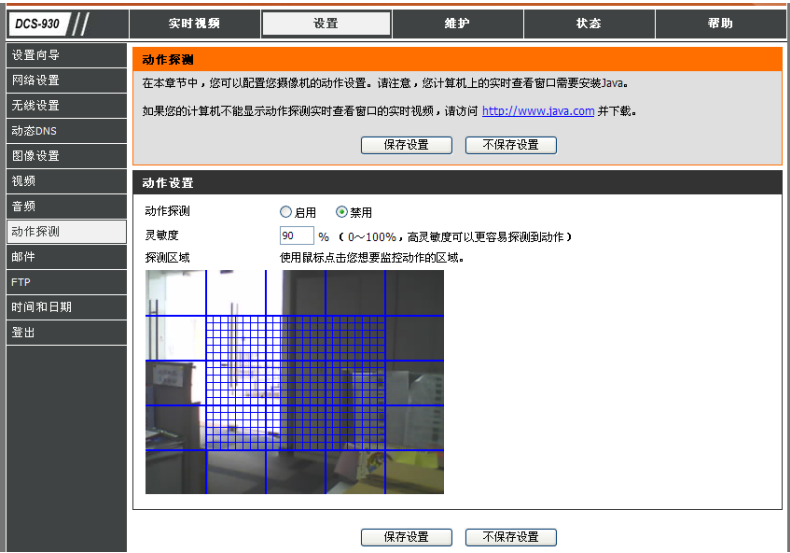 DCS-930
实时视频
设置
维护
状态
帮助
设置向导
网络设置
无线设置
动态DNS
图像设置
视频
音频
动作探测
邮件
FTP
时间和日期
登出
动作探测
在本章节中,您可以配置您摄像机的动作设置。请注意,您计算机上的实时查看窗口需要安装Java。
如果您的计算机不能显示动作探测实时查看窗口的实时视频,请访问 http://www.java.com 并下载。
保存设置 不保存设置
动作设置
动作探测 启用 禁用
灵敏度 90 % ( 0～100%,高灵敏度可以更容易探测到动作 )
探测区域 使用鼠标点击您想要监控动作的区域。
保存设置 不保存设置